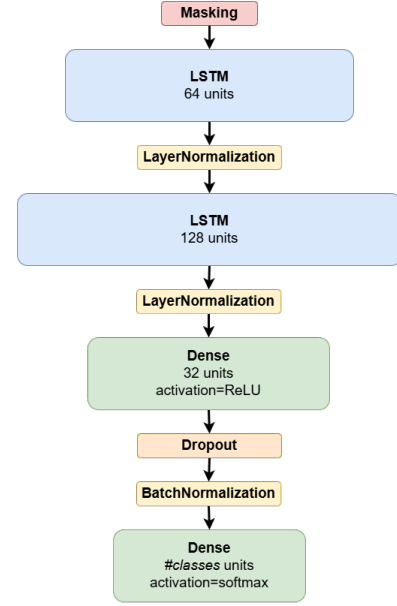 Masking
LSTM
64 units
LayerNormalization
LSTM
128 units
LayerNormalization
Dense
32 units
activation=ReLU
Dropout
BatchNormalization
Dense
#classes units
activation=softmax